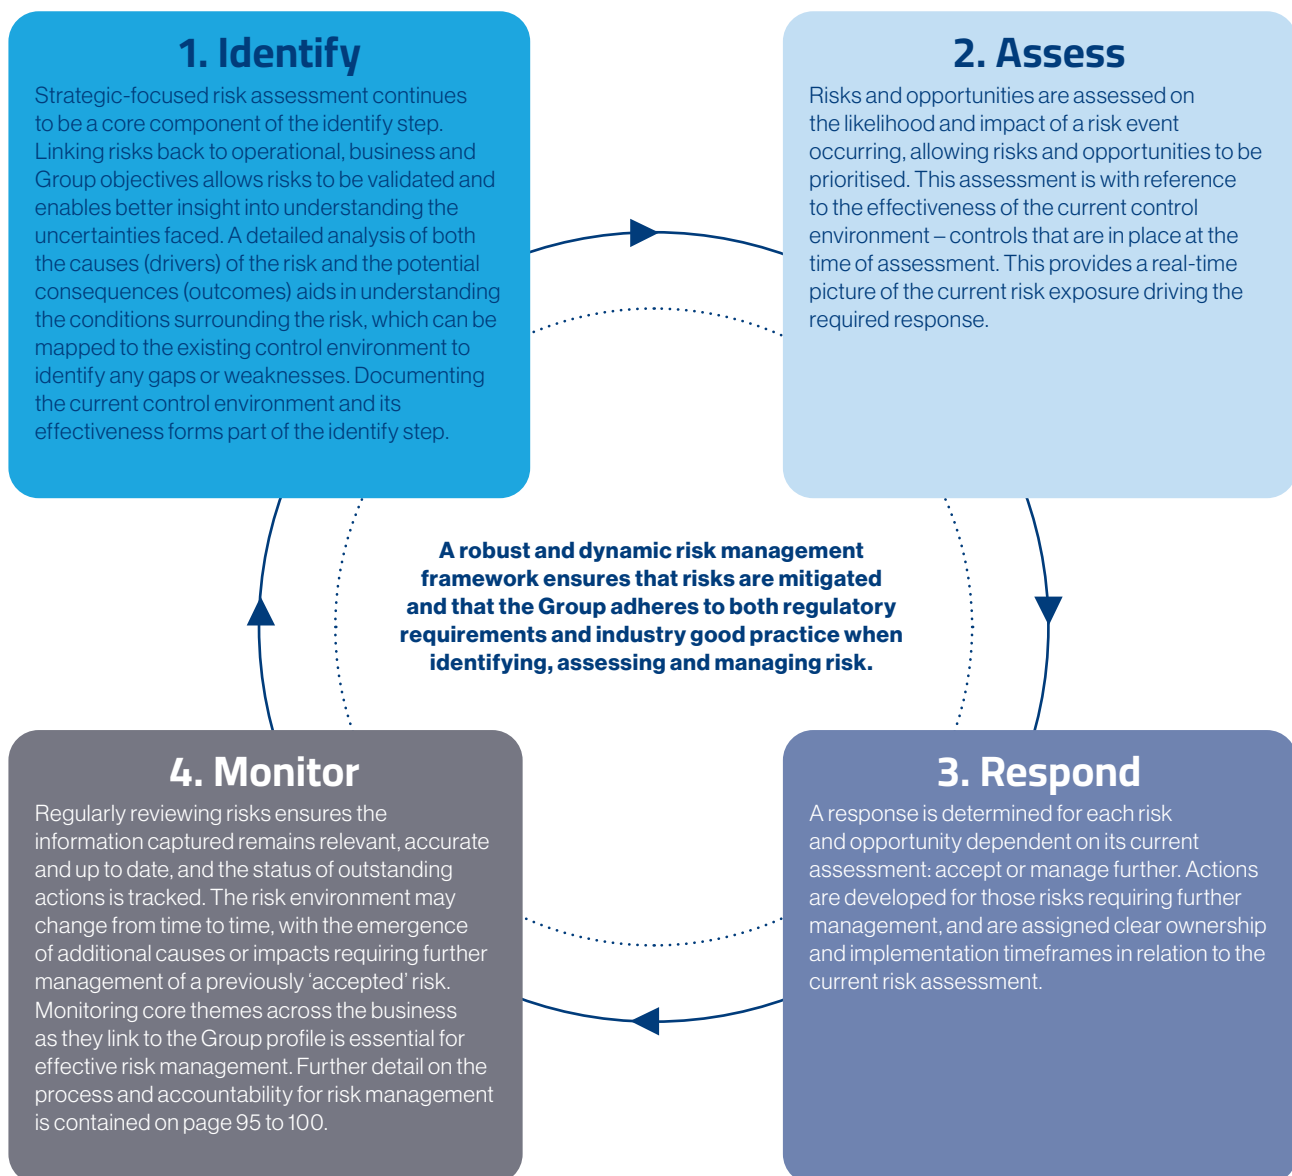 1. Identify
Strategic-focused risk assessment continues
to be a core component of the identify step.
Linking risks back to operational, business and
Group objectives allows risks to be validated and
enables better insight into understanding the
uncertainties faced. A detailed analysis of both
the causes (drivers) of the risk and the potential
consequences (outcomes) aids in understanding
the conditions surrounding the risk, which can be
mapped to the existing control environment to
identify any gaps or weaknesses. Documenting
the current control environment and its
effectiveness forms part of the identify step.
2. Assess
Risks and opportunities are assessed on
the likelihood and impact of a risk event
occurring, allowing risks and opportunities to be
prioritised. This assessment is with reference
to the effectiveness of the current control
environment – controls that are in place at the
time of assessment. This provides a real-time
picture of the current risk exposure driving the
required response.
A robust and dynamic risk management
framework ensures that risks are mitigated
and that the Group adheres to both regulatory
requirements and industry good practice when
identifying, assessing and managing risk.
3. Respond
A response is determined for each risk
and opportunity dependent on its current
assessment: accept or manage further. Actions
are developed for those risks requiring further
management, and are assigned clear ownership
and implementation timeframes in relation to the
current risk assessment.
4. Monitor
Regularly reviewing risks ensures the
information captured remains relevant, accurate
and up to date, and the status of outstanding
actions is tracked. The risk environment may
change from time to time, with the emergence
of additional causes or impacts requiring further
management of a previously ‘accepted’ risk.
Monitoring core themes across the business
as they link to the Group profile is essential for
effective risk management. Further detail on the
process and accountability for risk management
is contained on page 95 to 100.